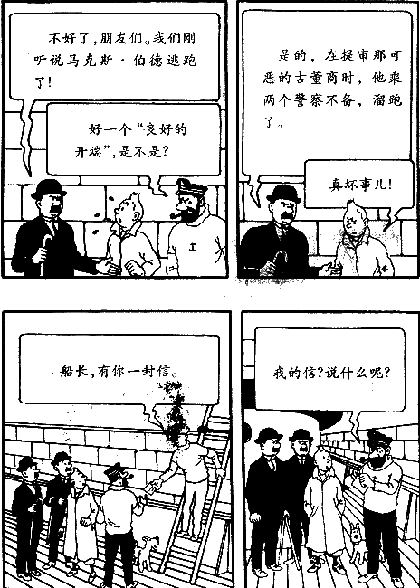 不好了,朋友们。我们刚
听说马克斯·伯德逃跑
了!
好一个“良好的
开端”,是不是?
是的, 在提审那可
恶的古董商时, 他乘
两个警察不备, 溜跑
了。
真坏事儿!
船长,有你一封信。
我的信?说什么呢?